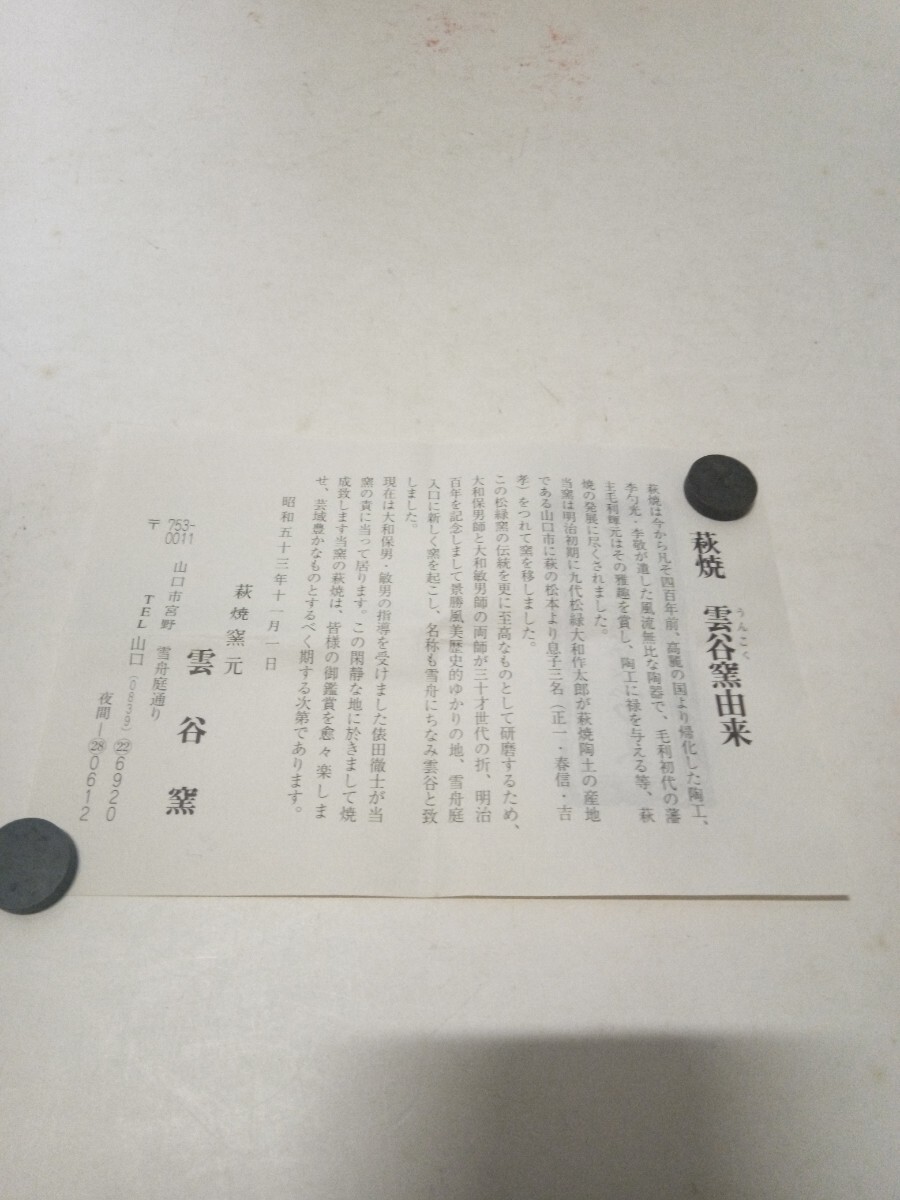 萩焼 雲谷窯由来
うんこく
萩焼は今から凡そ四百年前、高麗の国より帰化した陶工、
李勺光・李敬が遺した風流無比な陶器で、毛利初代の藩
主毛利輝元はその雅趣を賞し、陶工に禄を与える等、萩
焼の発展に尽くされました。
当窯は明治初期に九代松緑大和作太郎が萩焼陶土の産地
である山口市に萩の松本より息子三名（正一・春信・吉
孝）をつれて窯を移しました。
この松緑窯の伝統を更に至高なものとして研磨するため、
大和保男師と大和敏男師の両師が三十才世代の折、明治
百年を記念しまして景勝風美歴史的ゆかりの地、雪舟庭
入口に新しく窯を起こし、名称も雪舟にちなみ雲谷と致
しました。
現在は大和保男・敏男の指導を受けました俵田徹士が当
窯の責に当って居ります。この閑静な地に於きまして焼
成致します当窯の萩焼は、皆様の御鑑賞を愈々楽しま
せ、芸域豊かなものとするべく期する次第であります。
昭和五十三年十一月一日
萩焼窯元
雲谷窯
〒753-0011 山口市宮野 雪舟庭通り
TEL 山口（0839）㉒6920
夜間ー㉘0612